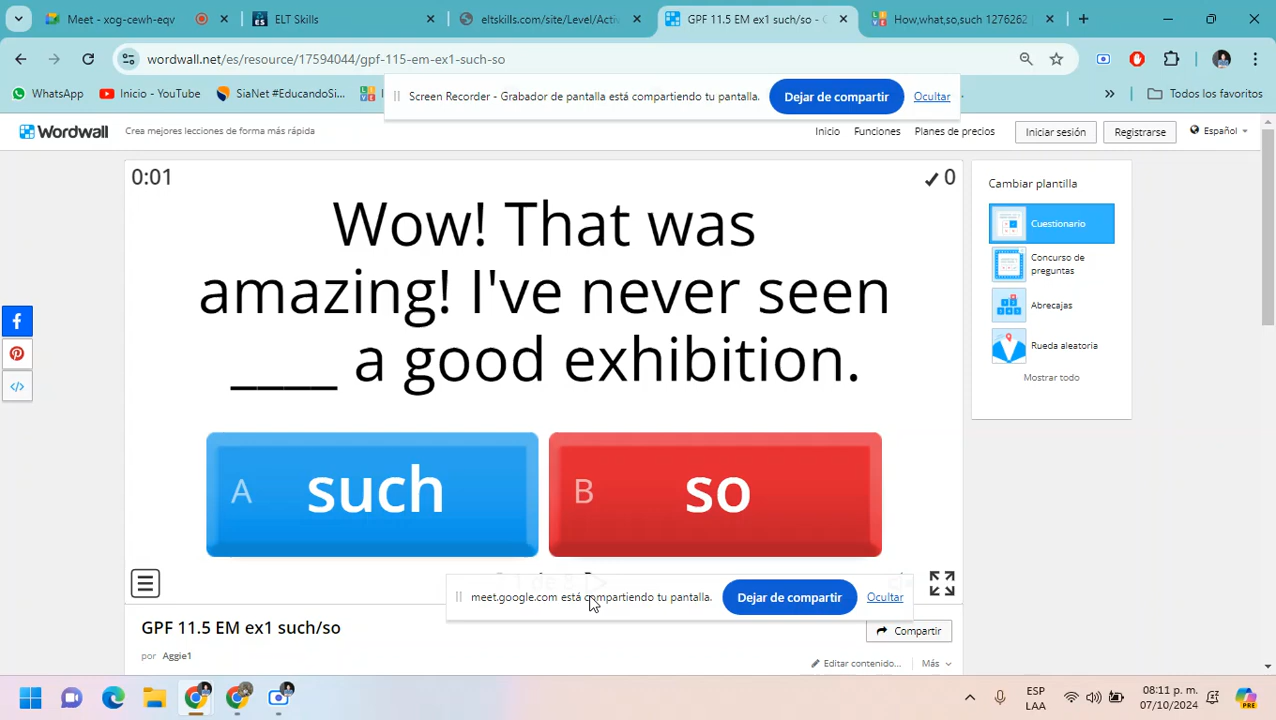 Meet - xog-cewh-eqv
ELT Skills
eltskills.com/site/Level/Activ
GPF 11.5 EM ex1 such/so - G
How,what,so,such 1276262
wordwall.net/es/resource/17594044/gpf-115-em-ex1-such-so
WhatsApp
Inicio - YouTube
SiaNet #EducandoSi...
Todos los favoritos
Screen Recorder - Grabador de pantalla está compartiendo tu pantalla.
Dejar de compartir
Ocultar
Wordwall
Crea mejores lecciones de forma más rápida
Inicio
Funciones
Planes de precios
Iniciar sesión
Registrarse
Español
0:01
0
Wow! That was
amazing! I've never seen
____ a good exhibition.
A such
B so
Cambiar plantilla
Cuestionario
Concurso de
preguntas
Abrecajas
Rueda aleatoria
Mostrar todo
meet.google.com está compartiendo tu pantalla.
Dejar de compartir
Ocultar
GPF 11.5 EM ex1 such/so
Compartir
por Aggie1
Editar contenido...
Más
ESP
LAA
08:11 p. m.
07/10/2024
PRE